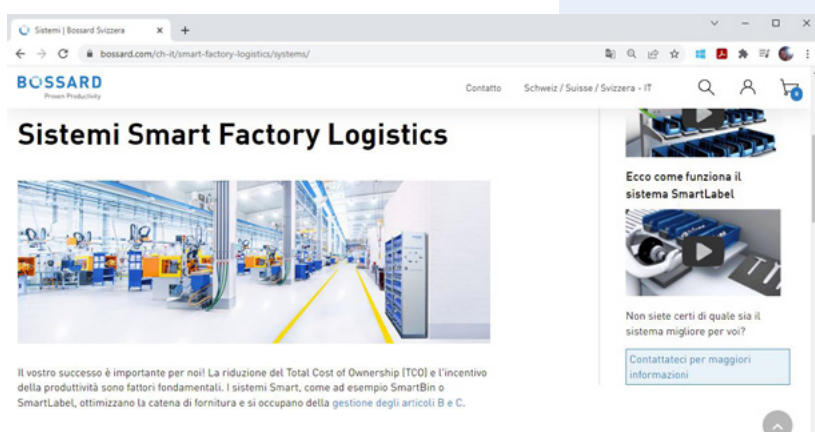 Sistemi | Bossard Svizzera
bossard.com/ch-it/smart-factory-logistics/systems/
BOSSARD
Proven Productivity
Contatto
Schweiz / Suisse / Svizzera - IT
0
Sistemi Smart Factory Logistics
Il vostro successo è importante per noi! La riduzione del Total Cost of Ownership (TCO) e l'incentivo
della produttività sono fattori fondamentali. I sistemi Smart, come ad esempio SmartBin o
SmartLabel, ottimizzano la catena di fornitura e si occupano della gestione degli articoli B e C.
Ecco come funziona il
sistema SmartLabel
Non siete certi di quale sia il
sistema migliore per voi?
Contattateci per maggiori
informazioni